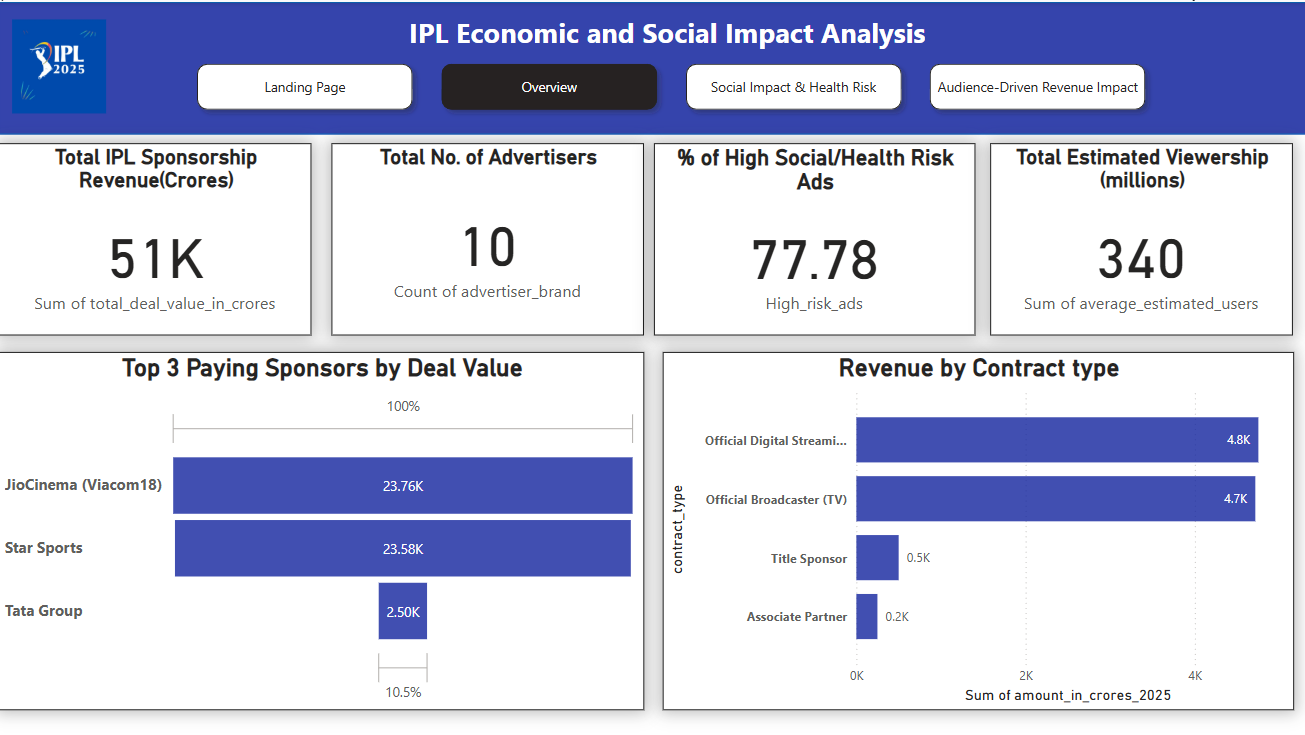 IPL Economic and Social Impact Analysis
IPL
2025
Landing Page
Overview
Social Impact & Health Risk
Audience-Driven Revenue Impact
Total IPL Sponsorship
Revenue(Crores)
51K
Sum of total_deal_value_in_crores
Total No. of Advertisers
10
Count of advertiser_brand
% of High Social/Health Risk
Ads
77.78
High_risk_ads
Total Estimated Viewership
(millions)
340
Sum of average_estimated_users
Top 3 Paying Sponsors by Deal Value
100%
JioCinema (Viacom18)
23.76K
Star Sports
23.58K
Tata Group
2.50K
10.5%
Revenue by Contract type
contract_type
Official Digital Streami...
4.8K
Official Broadcaster (TV)
4.7K
Title Sponsor
0.5K
Associate Partner
0.2K
0K
2K
4K
Sum of amount_in_crores_2025